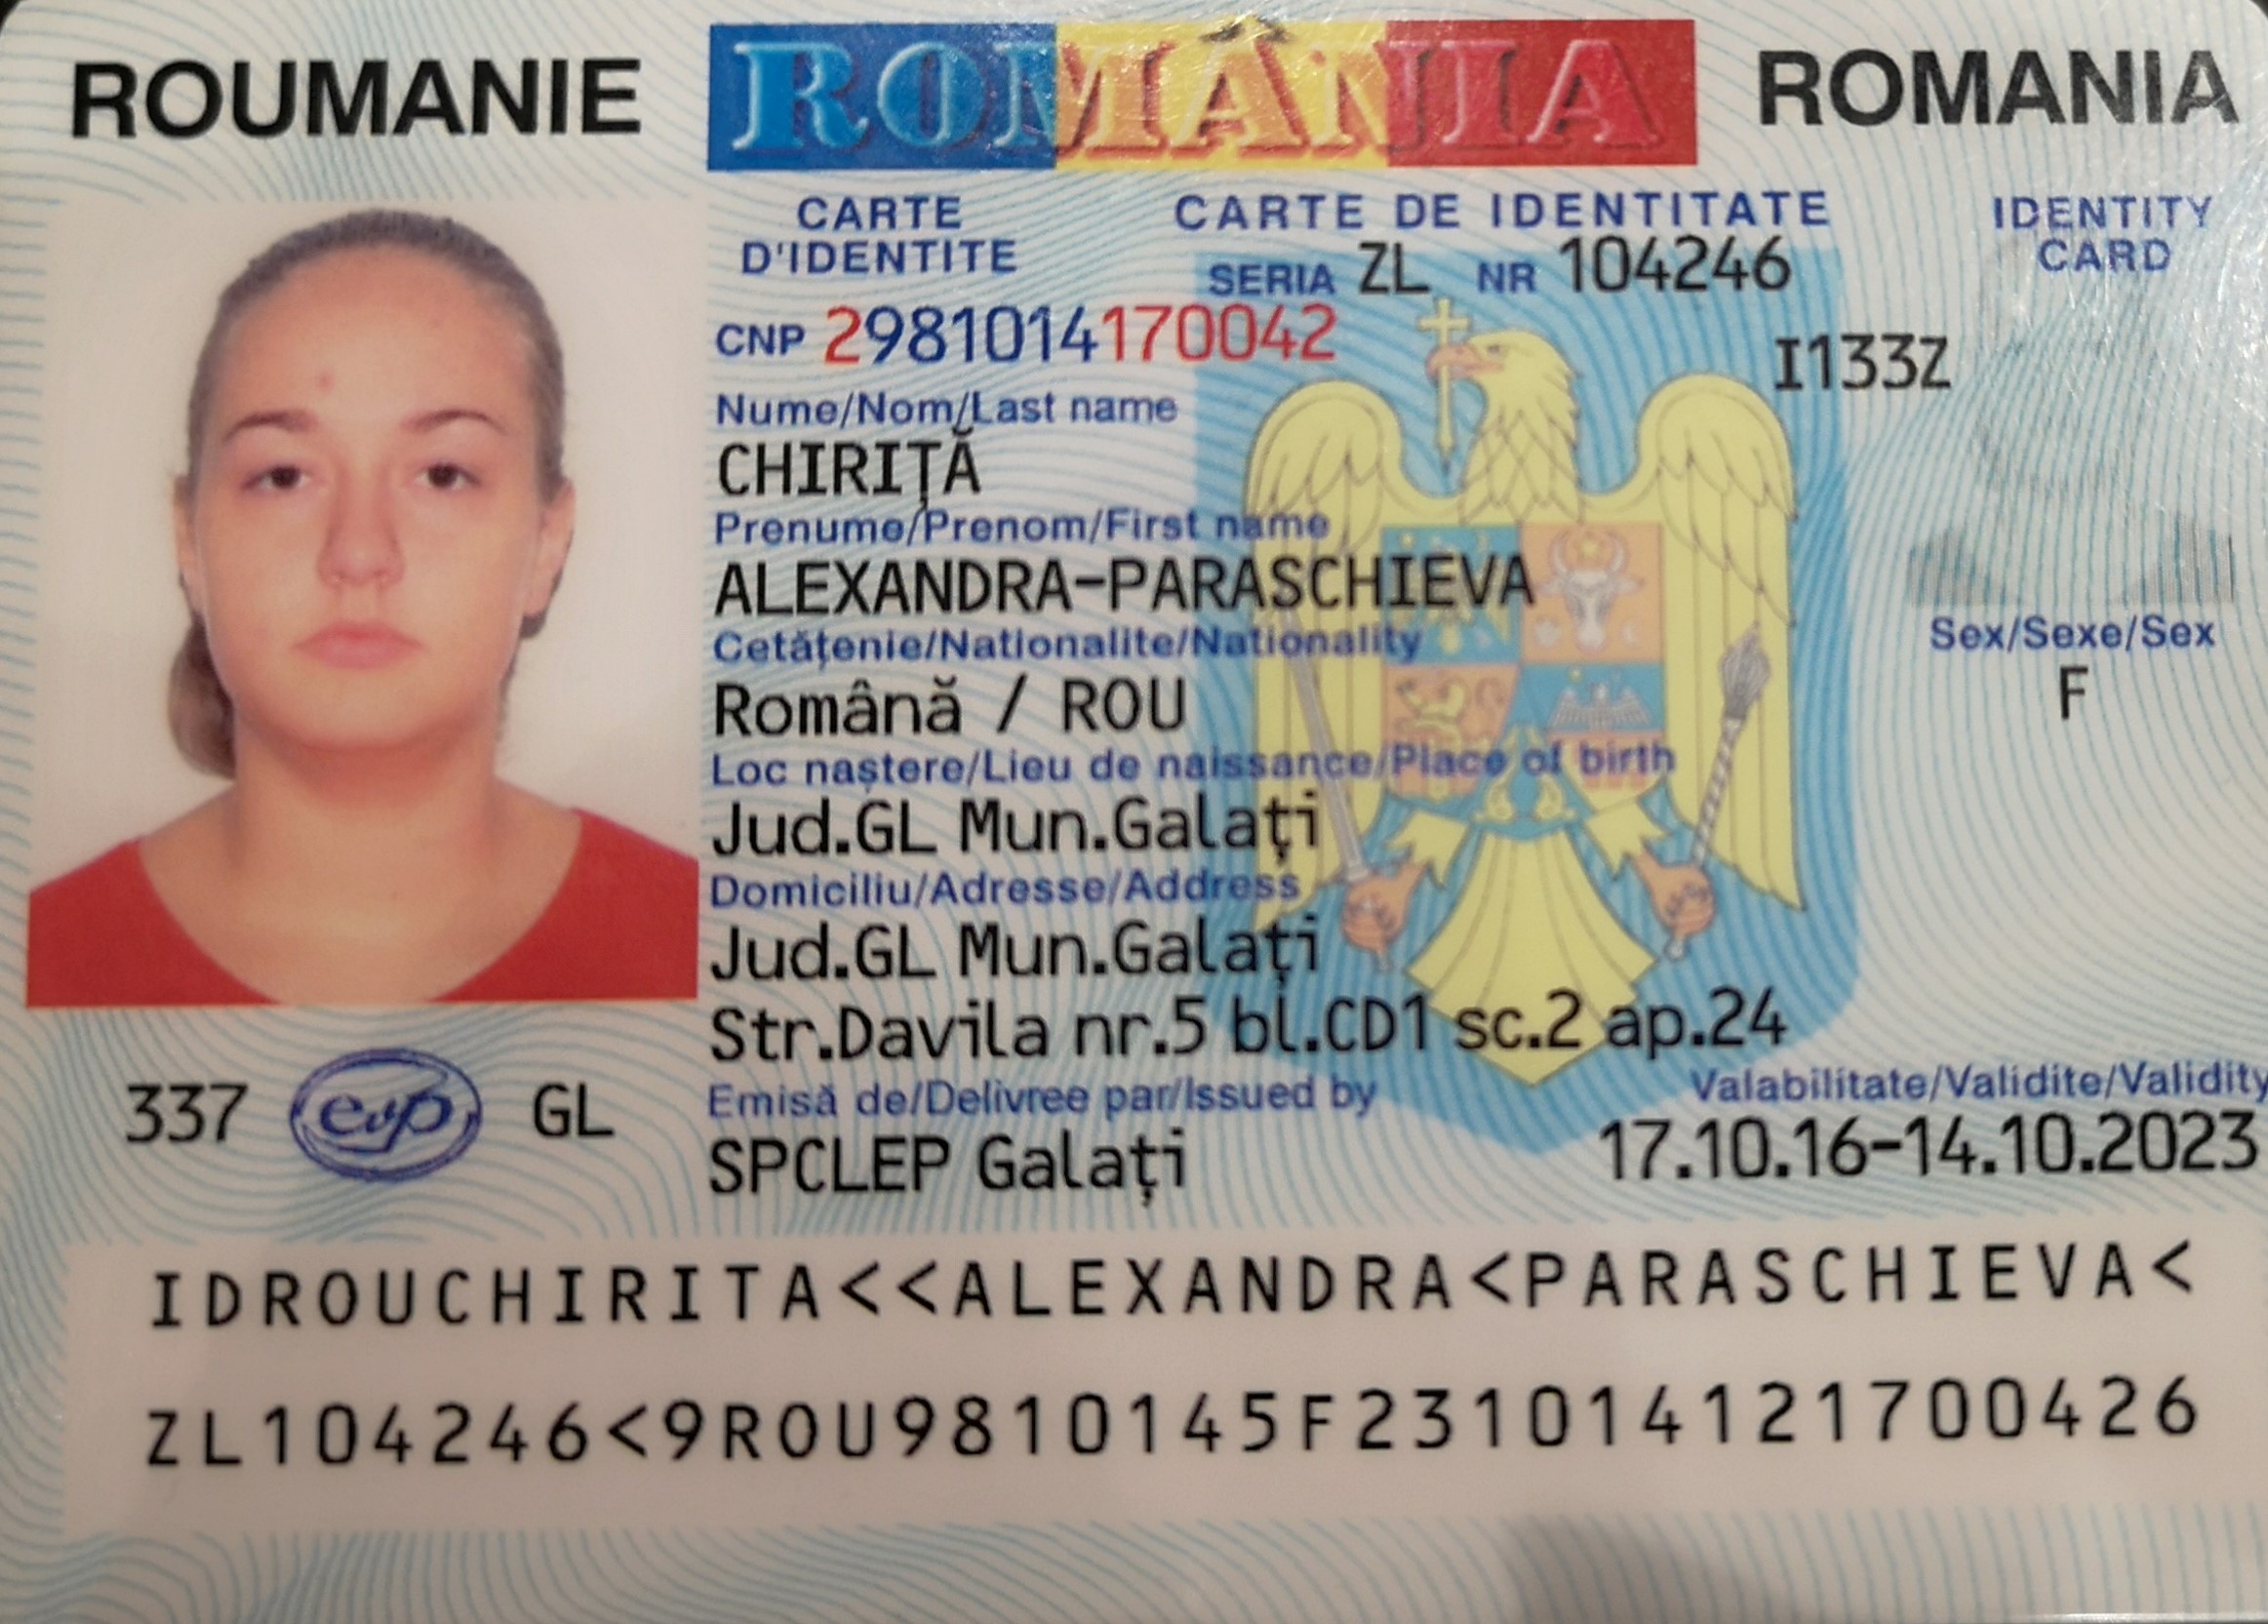 ROUMANIE ROMÂNIA ROMANIA
CARTE D'IDENTITE
CARTE DE IDENTITATE
IDENTITY CARD
SERIA ZL NR 104246
CNP 2981014170042
I133Z
Nume/Nom/Last name
CHIRIȚĂ
Prenume/Prenom/First name
ALEXANDRA-PARASCHIEVA
Cetățenie/Nationalite/Nationality
Română / ROU
Sex/Sexe/Sex
F
Loc naștere/Lieu de naissance/Place of birth
Jud.GL Mun.Galați
Domiciliu/Adresse/Address
Jud.GL Mun.Galați
Str.Davila nr.5 bl.CD1 sc.2 ap.24
Emisă de/Delivree par/Issued by
SPCLEP Galați
Valabilitate/Validite/Validity
17.10.16-14.10.2023
337 evp GL
IDROUCHIRITA<<ALEXANDRA<PARASCHIEVA<
ZL104246<9ROU9810145F231014121700426